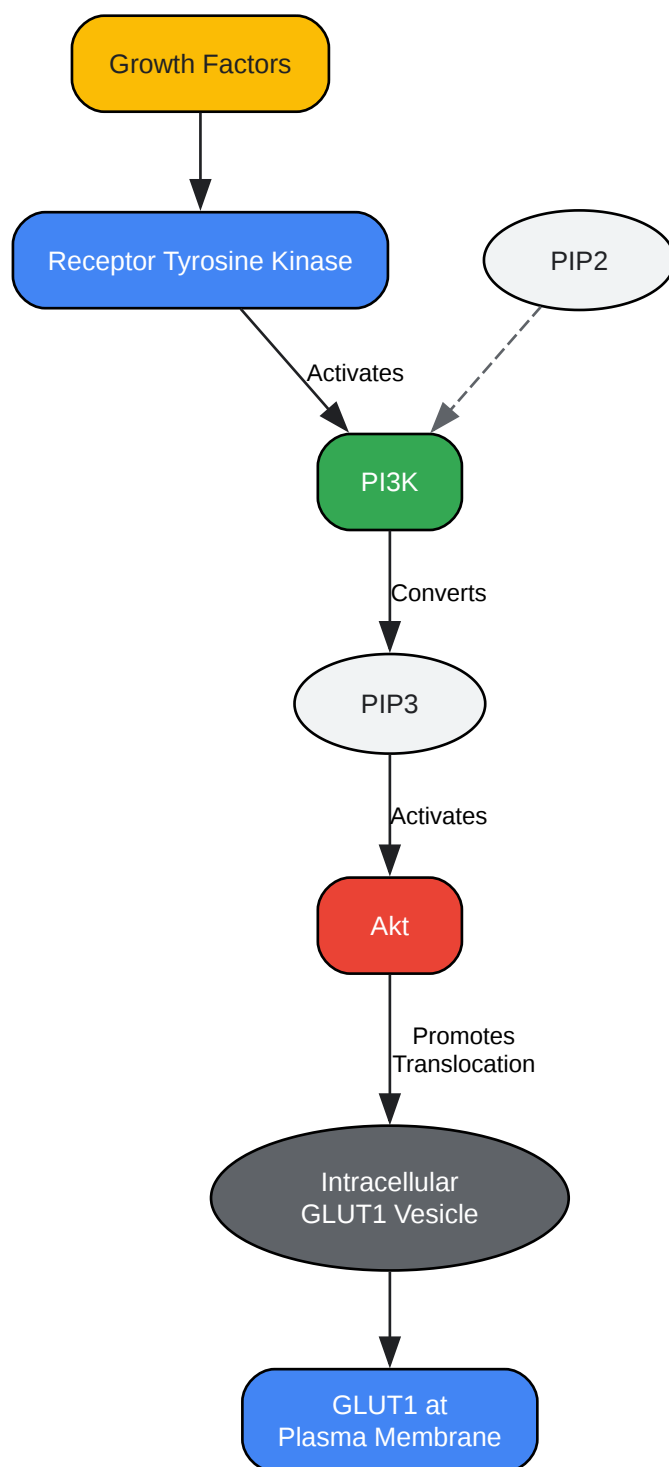 Growth Factors
Receptor Tyrosine Kinase
PIP2
Activates
PI3K
Converts
PIP3
Activates
Akt
Promotes
Translocation
Intracellular
GLUT1 Vesicle
GLUT1 at
Plasma Membrane